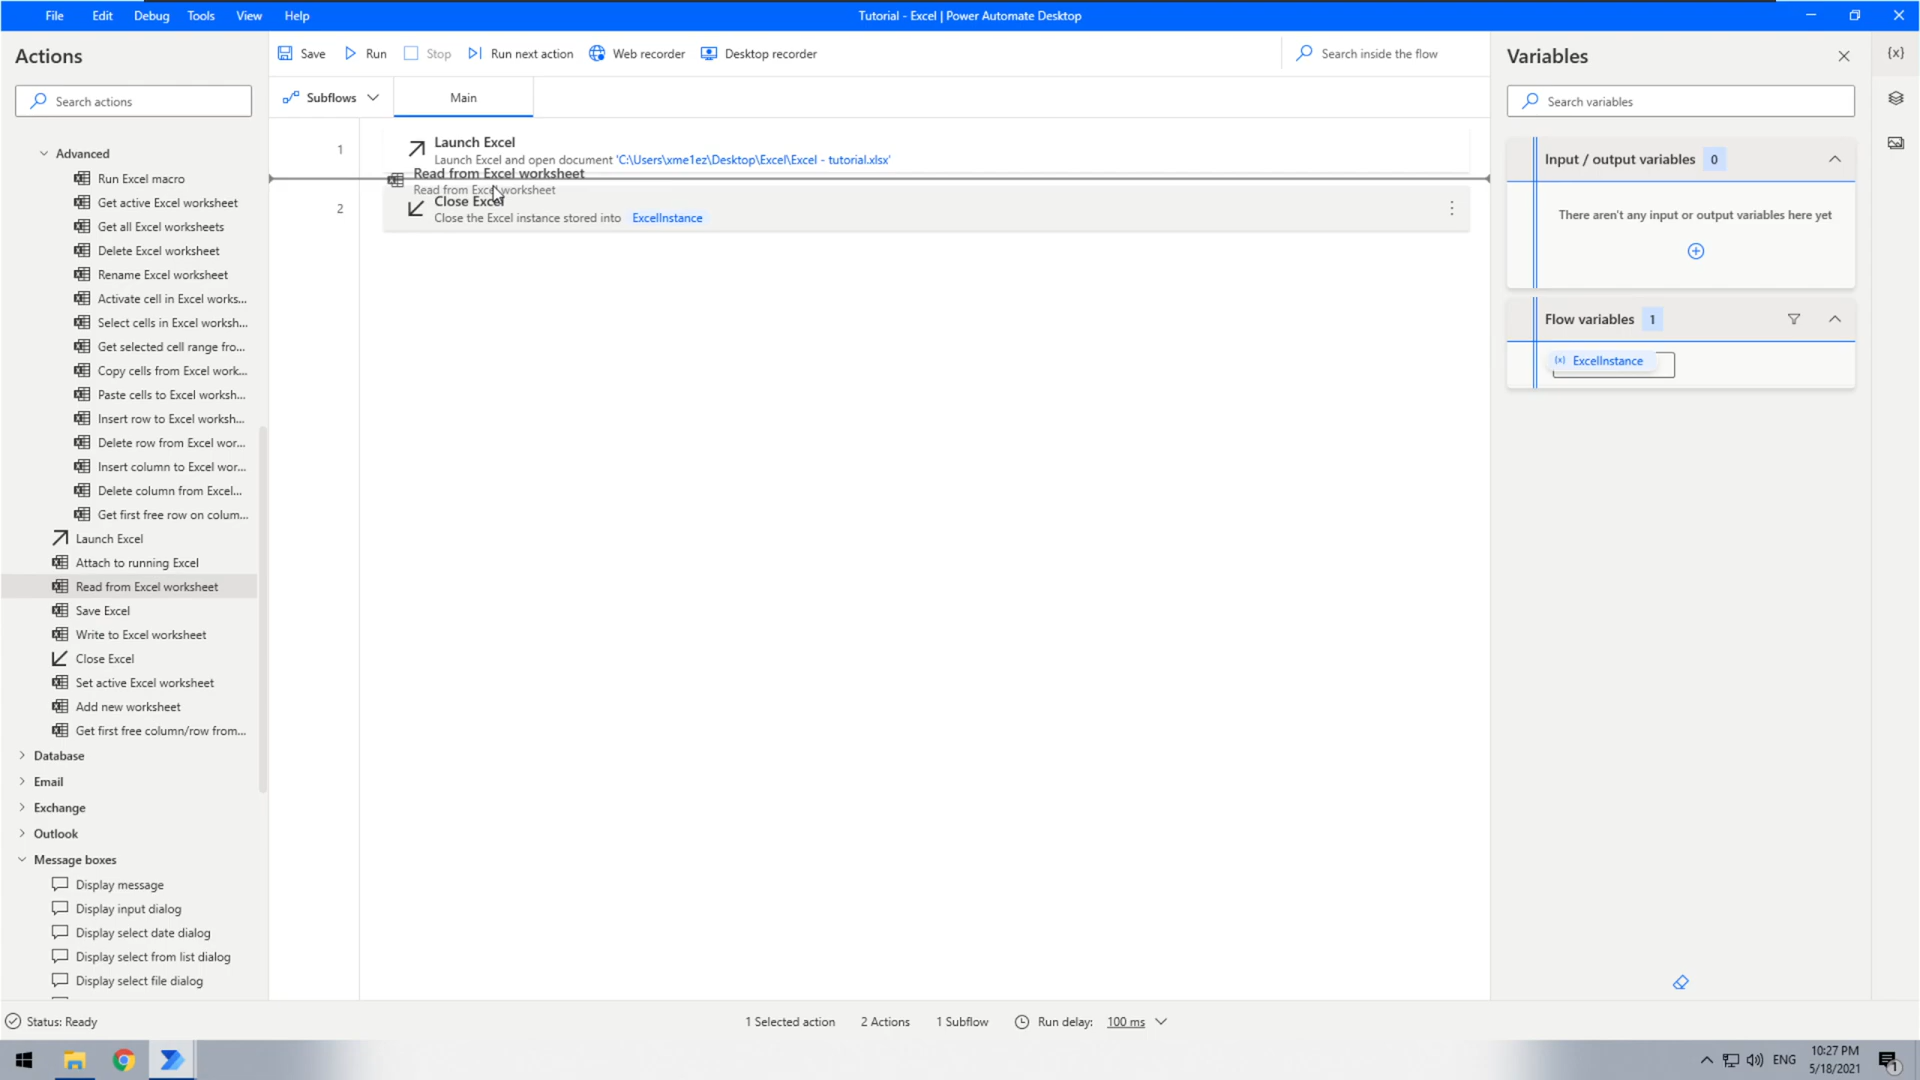 File Edit Debug Tools View Help
Tutorial - Excel | Power Automate Desktop
Actions
Search actions
Advanced
Run Excel macro
Get active Excel worksheet
Get all Excel worksheets
Delete Excel worksheet
Rename Excel worksheet
Activate cell in Excel works...
Select cells in Excel worksh...
Get selected cell range fro...
Copy cells from Excel work...
Paste cells to Excel worksh...
Insert row to Excel worksh...
Delete row from Excel wor...
Insert column to Excel wor...
Delete column from Excel...
Get first free row on colum...
Launch Excel
Attach to running Excel
Read from Excel worksheet
Save Excel
Write to Excel worksheet
Close Excel
Set active Excel worksheet
Add new worksheet
Get first free column/row from...
Database
Email
Exchange
Outlook
Message boxes
Display message
Display input dialog
Display select date dialog
Display select from list dialog
Display select file dialog
Save Run Stop Run next action Web recorder Desktop recorder
Search inside the flow
Subflows Main
1
Launch Excel
Launch Excel and open document 'C:\Users\xme1ez\Desktop\Excel\Excel - tutorial.xlsx'
Read from Excel worksheet
Read from Excel worksheet
2
Close Excel
Close the Excel instance stored into ExcelInstance
Variables
{x}
Search variables
Input / output variables 0
There aren't any input or output variables here yet
Flow variables 1
{x} ExcelInstance
Status: Ready
1 Selected action 2 Actions 1 Subflow Run delay: 100 ms
ENG
10:27 PM
5/18/2021
1